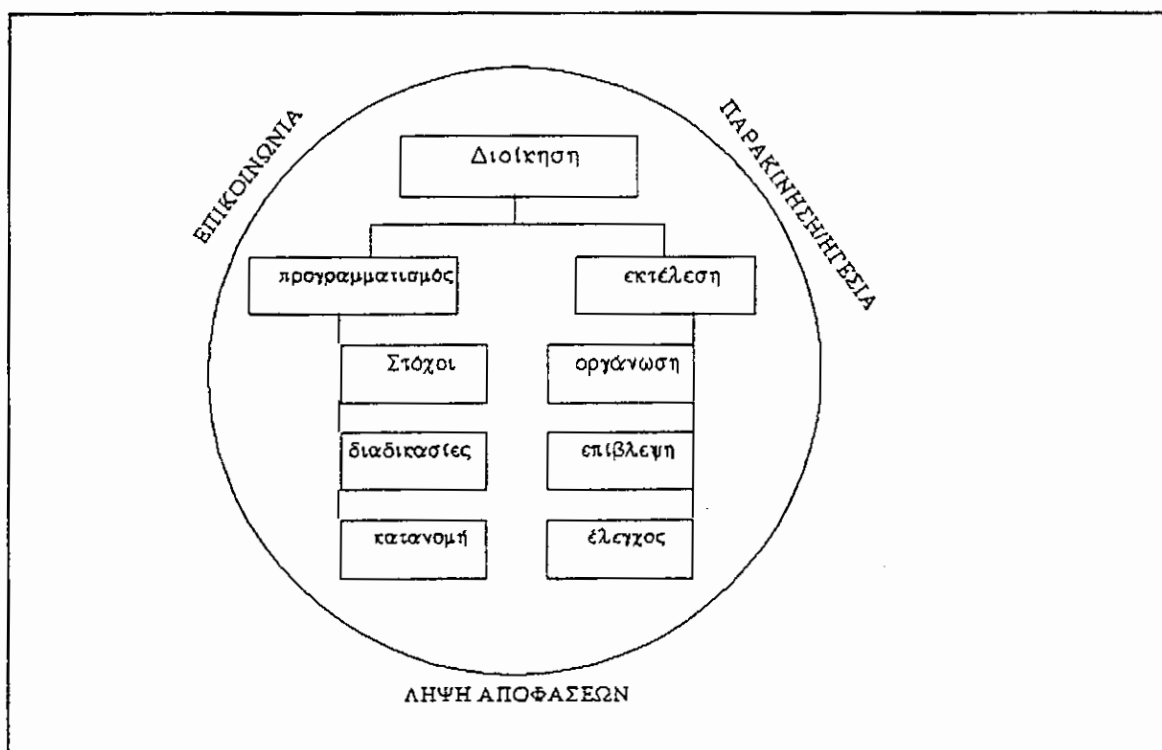 ΕΠΙΚΟΙΝΩΝΙΑ
ΠΑΡΑΚΙΝΗΣΗ/ΗΓΕΣΙΑ
Διοίκηση
προγραμματισμός
εκτέλεση
Στόχοι
οργάνωση
διαδικασίες
επίβλεψη
κατανομή
έλεγχος
ΛΗΨΗ ΑΠΟΦΑΣΕΩΝ